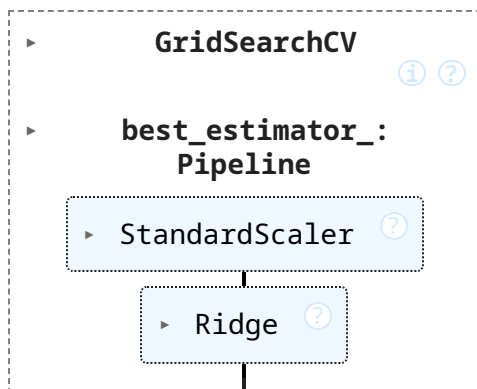 GridSearchCV
i ?
best_estimator_:
Pipeline
StandardScaler ?
Ridge ?